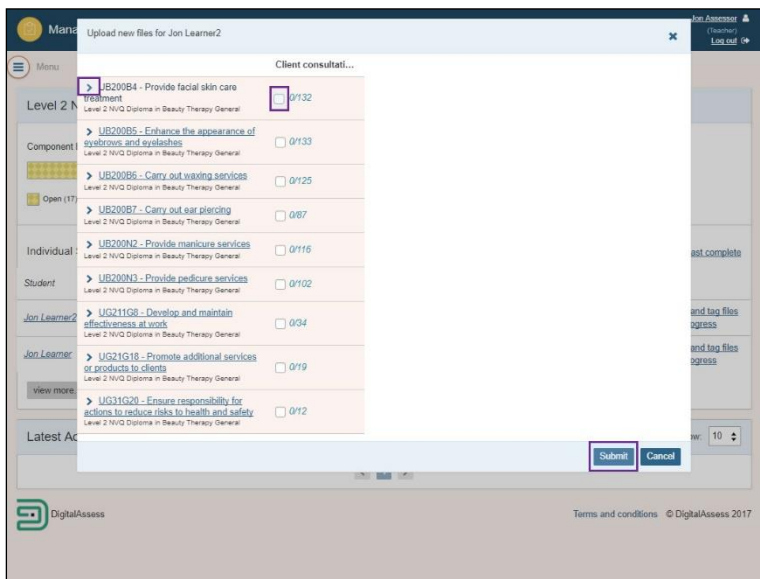 Mana
Upload new files for Jon Learner2
Jon Assessor
(Teacher)
Log out
Menu
Client consultati...
UB200B4 - Provide facial skin care
treatment
Level 2 NVQ Diploma in Beauty Therapy General
0/132
Level 2 N
UB200B5 - Enhance the appearance of
eyebrows and eyelashes
Level 2 NVQ Diploma in Beauty Therapy General
0/133
Component
UB200B6 - Carry out waxing services
Level 2 NVQ Diploma in Beauty Therapy General
0/125
Open (17)
UB200B7 - Carry out ear piercing
Level 2 NVQ Diploma in Beauty Therapy General
0/87
Individual
UB200N2 - Provide manicure services
Level 2 NVQ Diploma in Beauty Therapy General
0/116
ast complete
Student
UB200N3 - Provide pedicure services
Level 2 NVQ Diploma in Beauty Therapy General
0/102
Jon Learner2
UG211G8 - Develop and maintain
effectiveness at work
Level 2 NVQ Diploma in Beauty Therapy General
0/34
and tag files
ogress
Jon Learner
UG21G18 - Promote additional services
or products to clients
Level 2 NVQ Diploma in Beauty Therapy General
0/19
and tag files
ogress
view more
UG31G20 - Ensure responsibility for
actions to reduce risks to health and safety
Level 2 NVQ Diploma in Beauty Therapy General
0/12
Latest Ac
ow: 10
Submit Cancel
DigitalAssess
Terms and conditions © DigitalAssess 2017